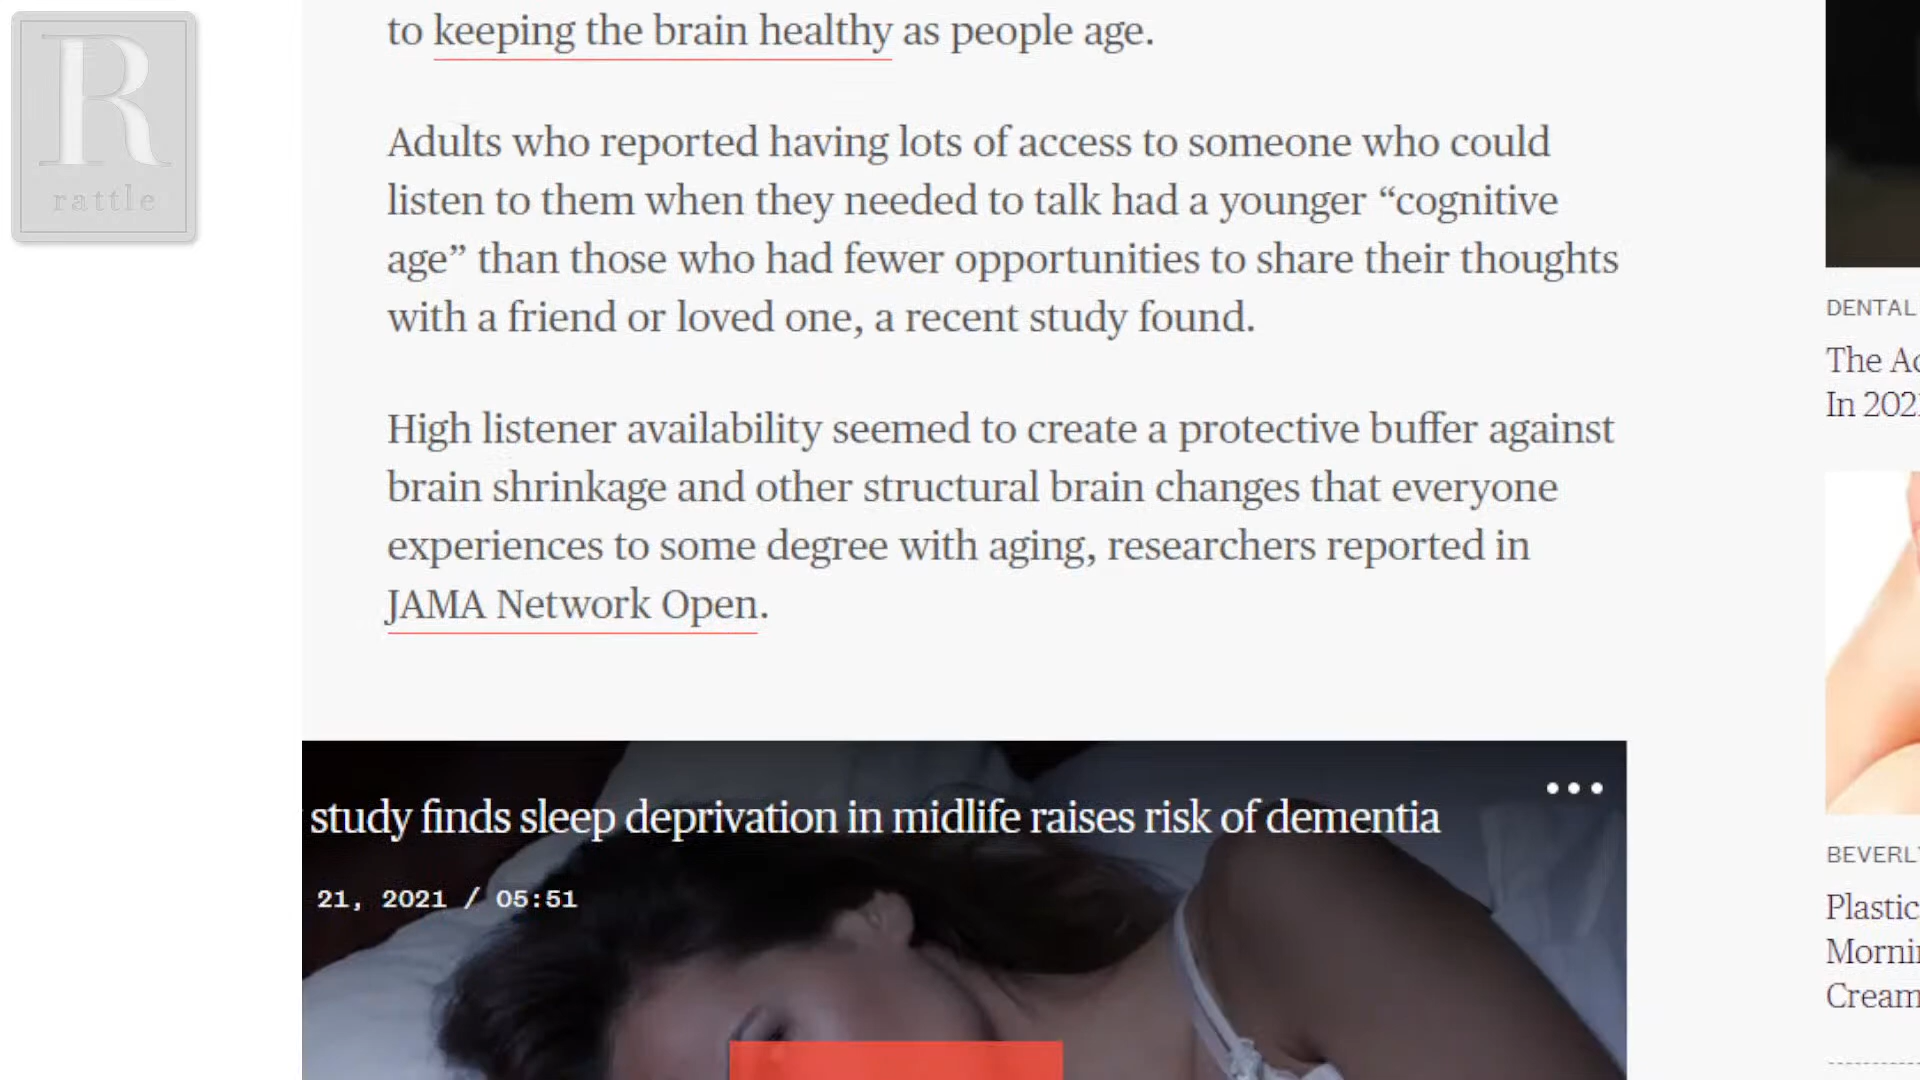 R
rattle
to keeping the brain healthy as people age.
Adults who reported having lots of access to someone who could
listen to them when they needed to talk had a younger “cognitive
age” than those who had fewer opportunities to share their thoughts
with a friend or loved one, a recent study found.
High listener availability seemed to create a protective buffer against
brain shrinkage and other structural brain changes that everyone
experiences to some degree with aging, researchers reported in
JAMA Network Open.
study finds sleep deprivation in midlife raises risk of dementia
21, 2021 / 05:51
DENTAL
The
In
BEVERL
Plastic
Mornin
Cream